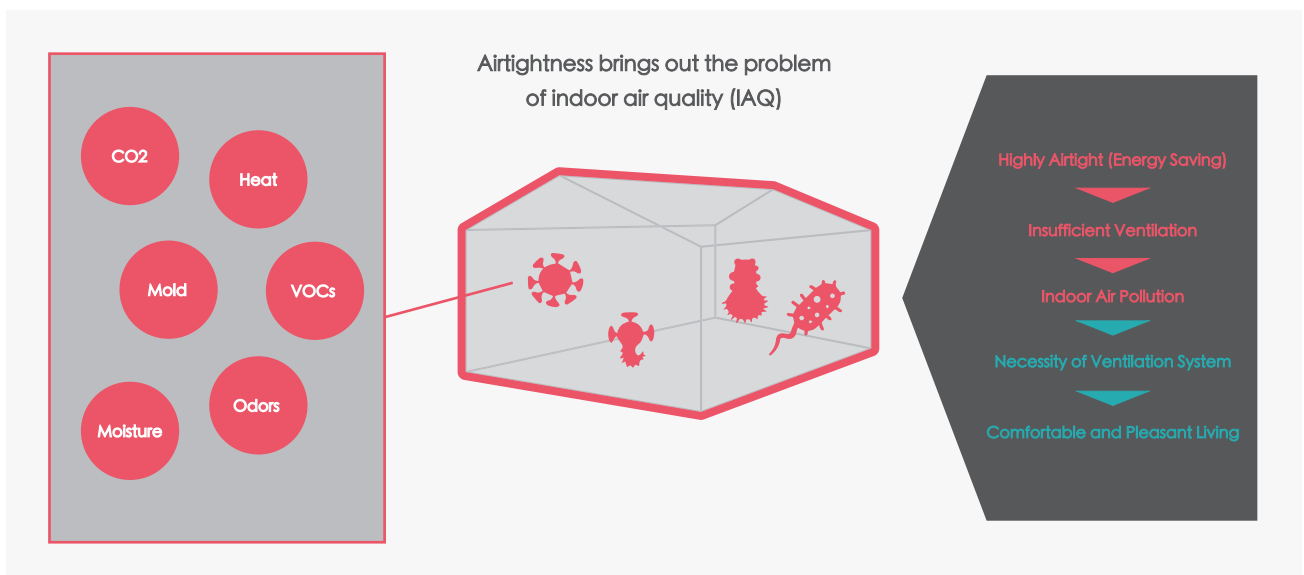 Airtightness brings out the problem
of indoor air quality (IAQ)
CO2
Heat
Mold
VOCs
Odors
Moisture
Highly Airtight (Energy Saving)
Insufficient Ventilation
Indoor Air Pollution
Necessity of Ventilation System
Comfortable and Pleasant Living